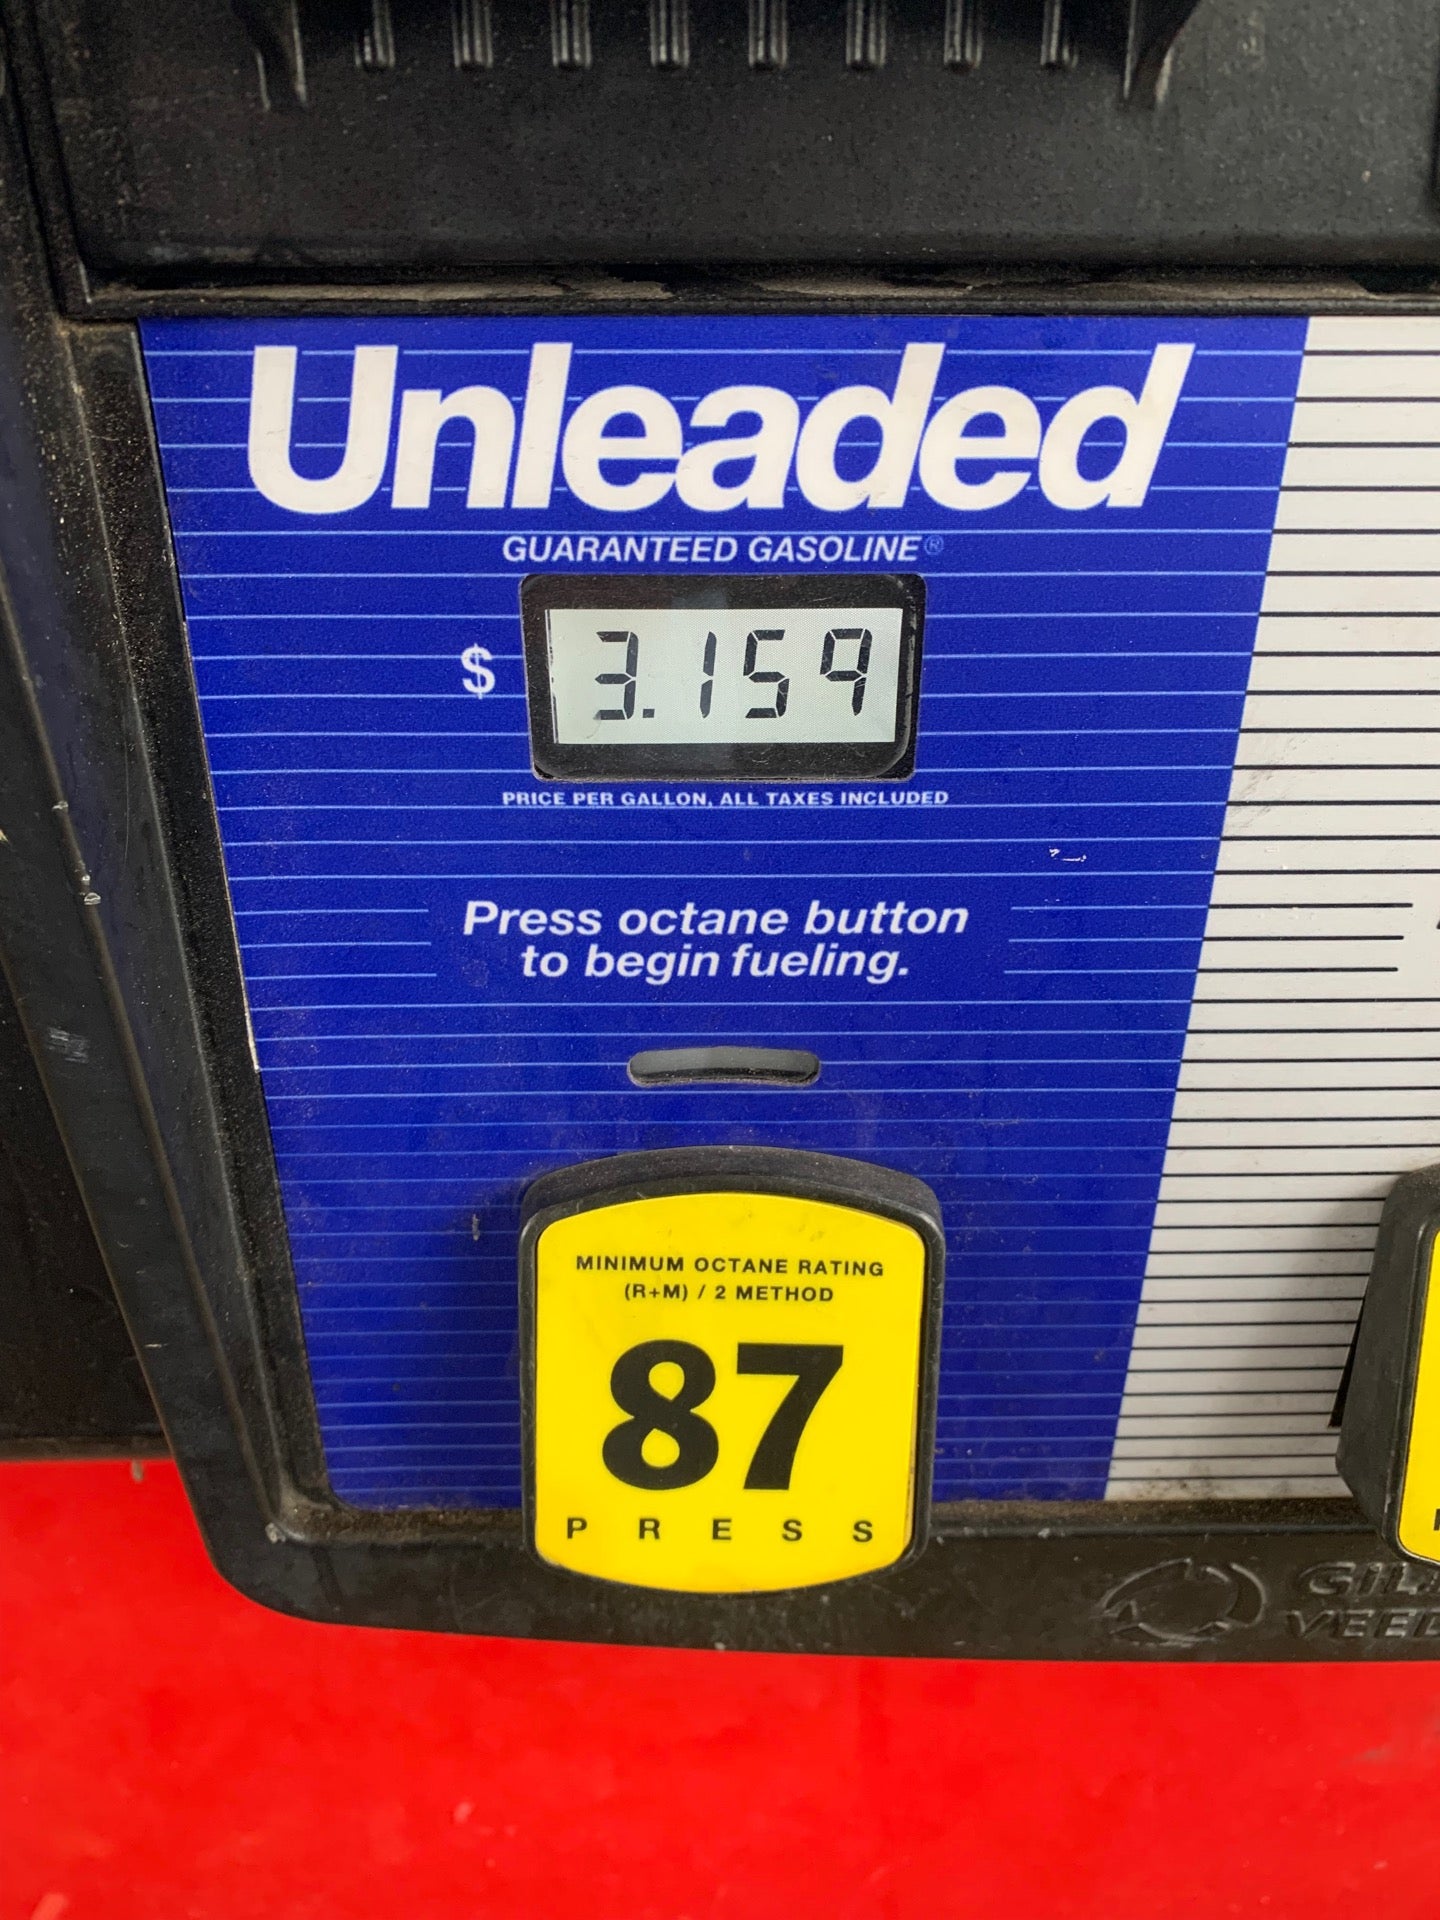 Unleaded
GUARANTEED GASOLINE®
$ 3.159
PRICE PER GALLON, ALL TAXES INCLUDED
Press octane button
to begin fueling.
MINIMUM OCTANE RATING
(R+M) / 2 METHOD
87
PRESS